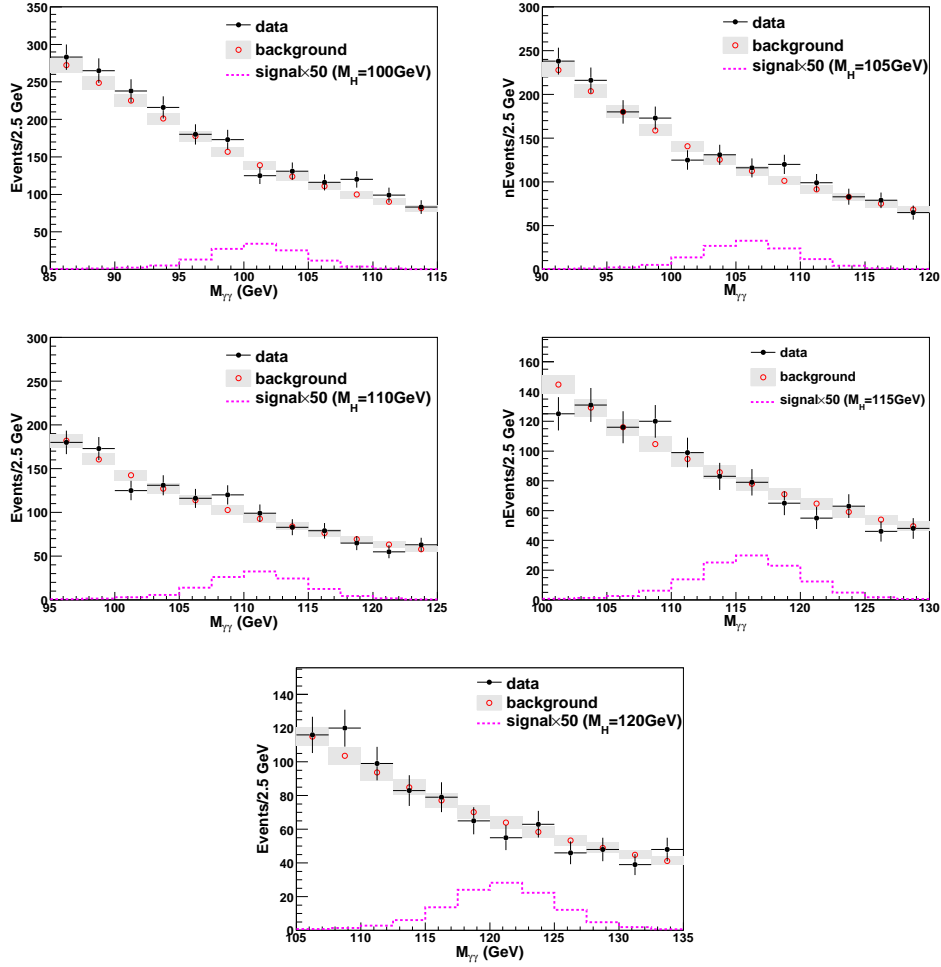 Events/2.5 GeV
350
300
250
200
150
100
50
0
data
background
signal×50 (M_H=100GeV)
85 90 95 100 105 110 115
M_γγ (GeV)
nEvents/2.5 GeV
300
250
200
150
100
50
0
data
background
signal×50 (M_H=105GeV)
90 95 100 105 110 115 120
M_γγ
Events/2.5 GeV
300
250
200
150
100
50
0
data
background
signal×50 (M_H=110GeV)
95 100 105 110 115 120 125
M_γγ (GeV)
nEvents/2.5 GeV
160
140
120
100
80
60
40
20
0
data
background
signal×50 (M_H=115GeV)
100 105 110 115 120 125 130
M_γγ
Events/2.5 GeV
140
120
100
80
60
40
20
0
data
background
signal×50 (M_H=120GeV)
105 110 115 120 125 130 135
M_γγ (GeV)